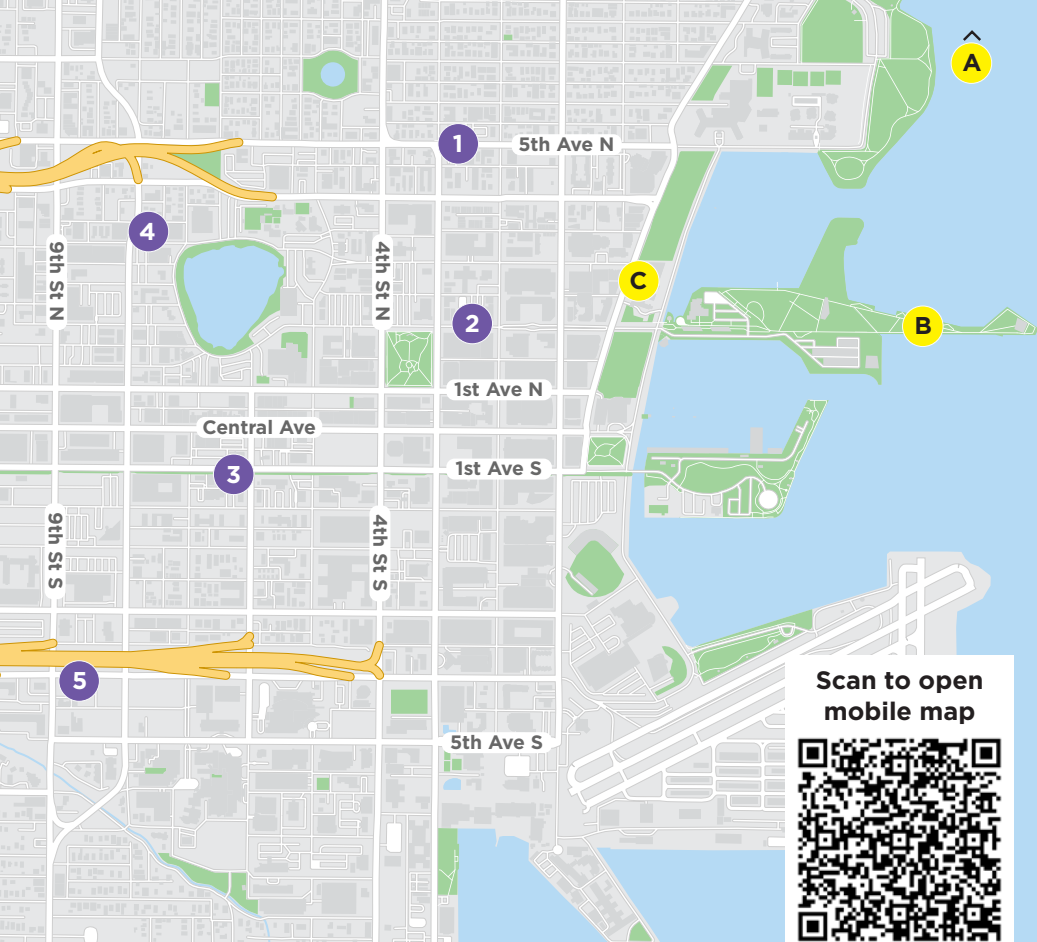 ^
A
1
5th Ave N
4
9th St N
4th St N
C
2
B
1st Ave N
Central Ave
3
1st Ave S
9th St S
4th St S
5
Scan to open
mobile map
5th Ave S